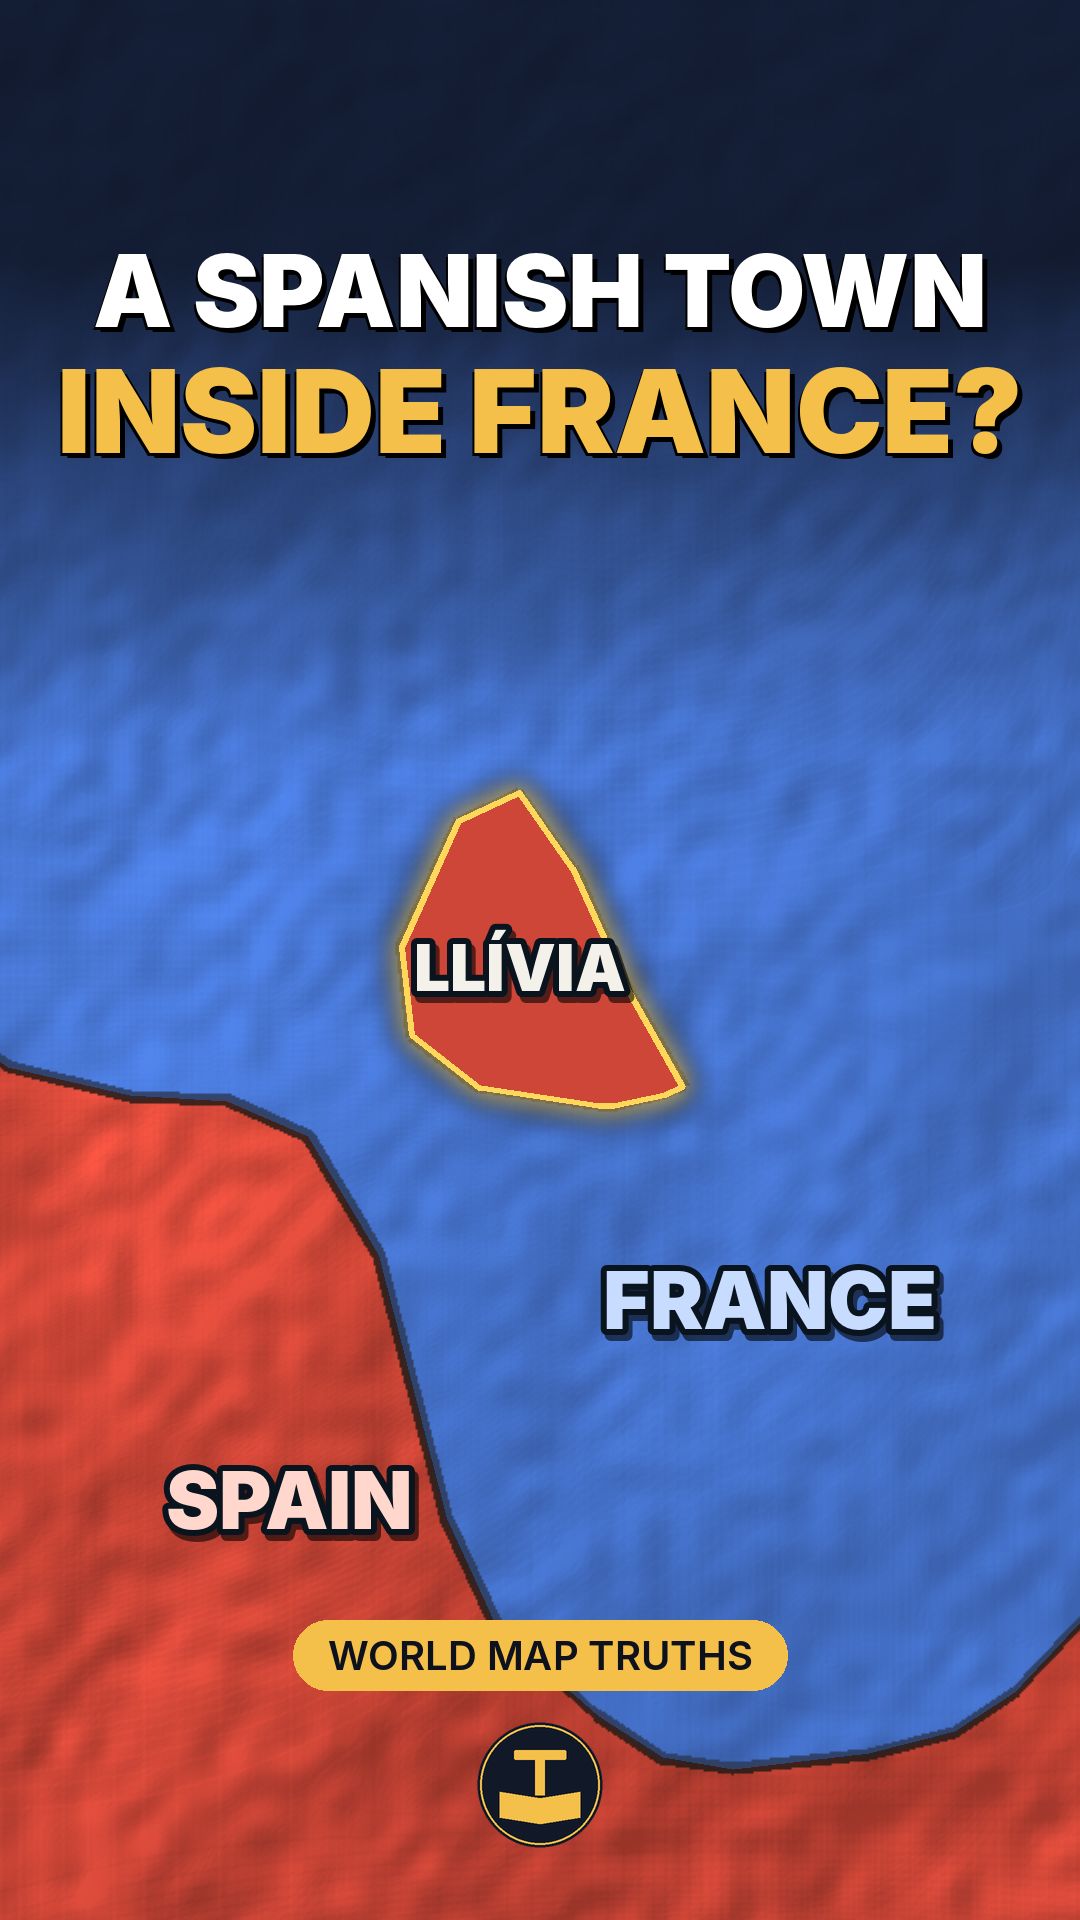 A SPANISH TOWN
INSIDE FRANCE?
LLÍVIA
FRANCE
SPAIN
WORLD MAP TRUTHS